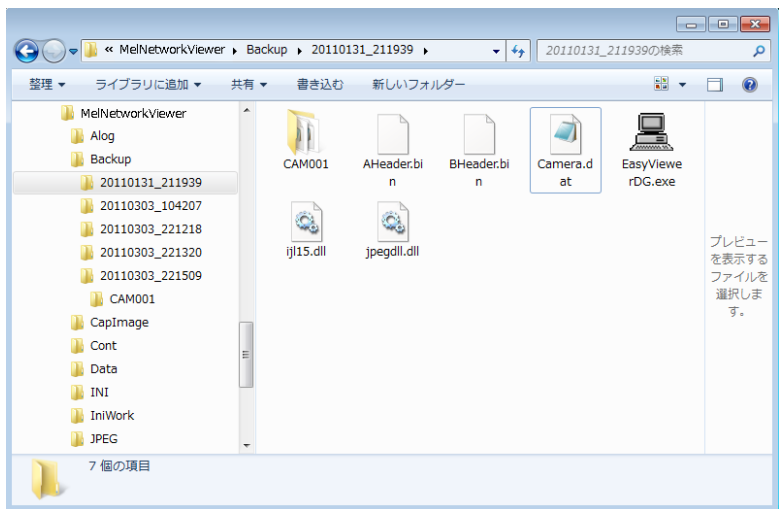 « MelNetworkViewer ▸ Backup ▸ 20110131_211939 ▸
20110131_211939の検索
整理 ライブラリに追加 共有 書き込む 新しいフォルダー
MelNetworkViewer
Alog
Backup
20110131_211939
20110303_104207
20110303_221218
20110303_221320
20110303_221509
CAM001
CapImage
Cont
Data
INI
IniWork
JPEG
CAM001
AHeader.bi
n
BHeader.bi
n
Camera.d
at
EasyViewe
rDG.exe
ijl15.dll
jpegdll.dll
プレビュー
を表示する
ファイルを
選択しま
す。
7 個の項目